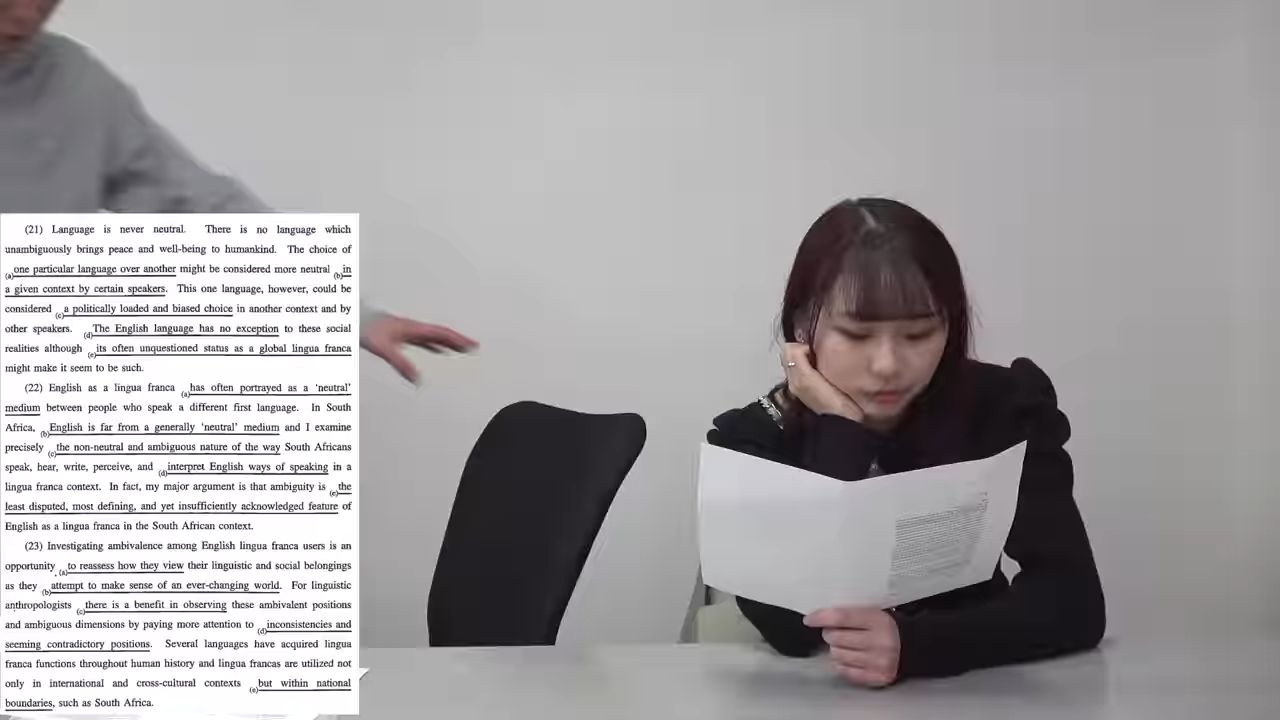 (21) Language is never neutral. There is no language which
unambiguously brings peace and well-being to humankind. The choice of
(a)one particular language over another might be considered more neutral (b)in
a given context by certain speakers. This one language, however, could be
considered (c)a politically loaded and biased choice in another context and by
other speakers. (d)The English language has no exception to these social
realities although (e)its often unquestioned status as a global lingua franca
might make it seem to be such.
(22) English as a lingua franca (a)has often portrayed as a 'neutral'
medium between people who speak a different first language. In South
Africa, (b)English is far from a generally 'neutral' medium and I examine
precisely (c)the non-neutral and ambiguous nature of the way South Africans
speak, hear, write, perceive, and (d)interpret English ways of speaking in a
lingua franca context. In fact, my major argument is that ambiguity is (e)the
least disputed, most defining, and yet insufficiently acknowledged feature of
English as a lingua franca in the South African context.
(23) Investigating ambivalence among English lingua franca users is an
opportunity (a)to reassess how they view their linguistic and social belongings
as they (b)attempt to make sense of an ever-changing world. For linguistic
anthropologists (c)there is a benefit in observing these ambivalent positions
and ambiguous dimensions by paying more attention to (d)inconsistencies and
seeming contradictory positions. Several languages have acquired lingua
franca functions throughout human history and lingua francas are utilized not
only in international and cross-cultural contexts (e)but within national
boundaries, such as South Africa.